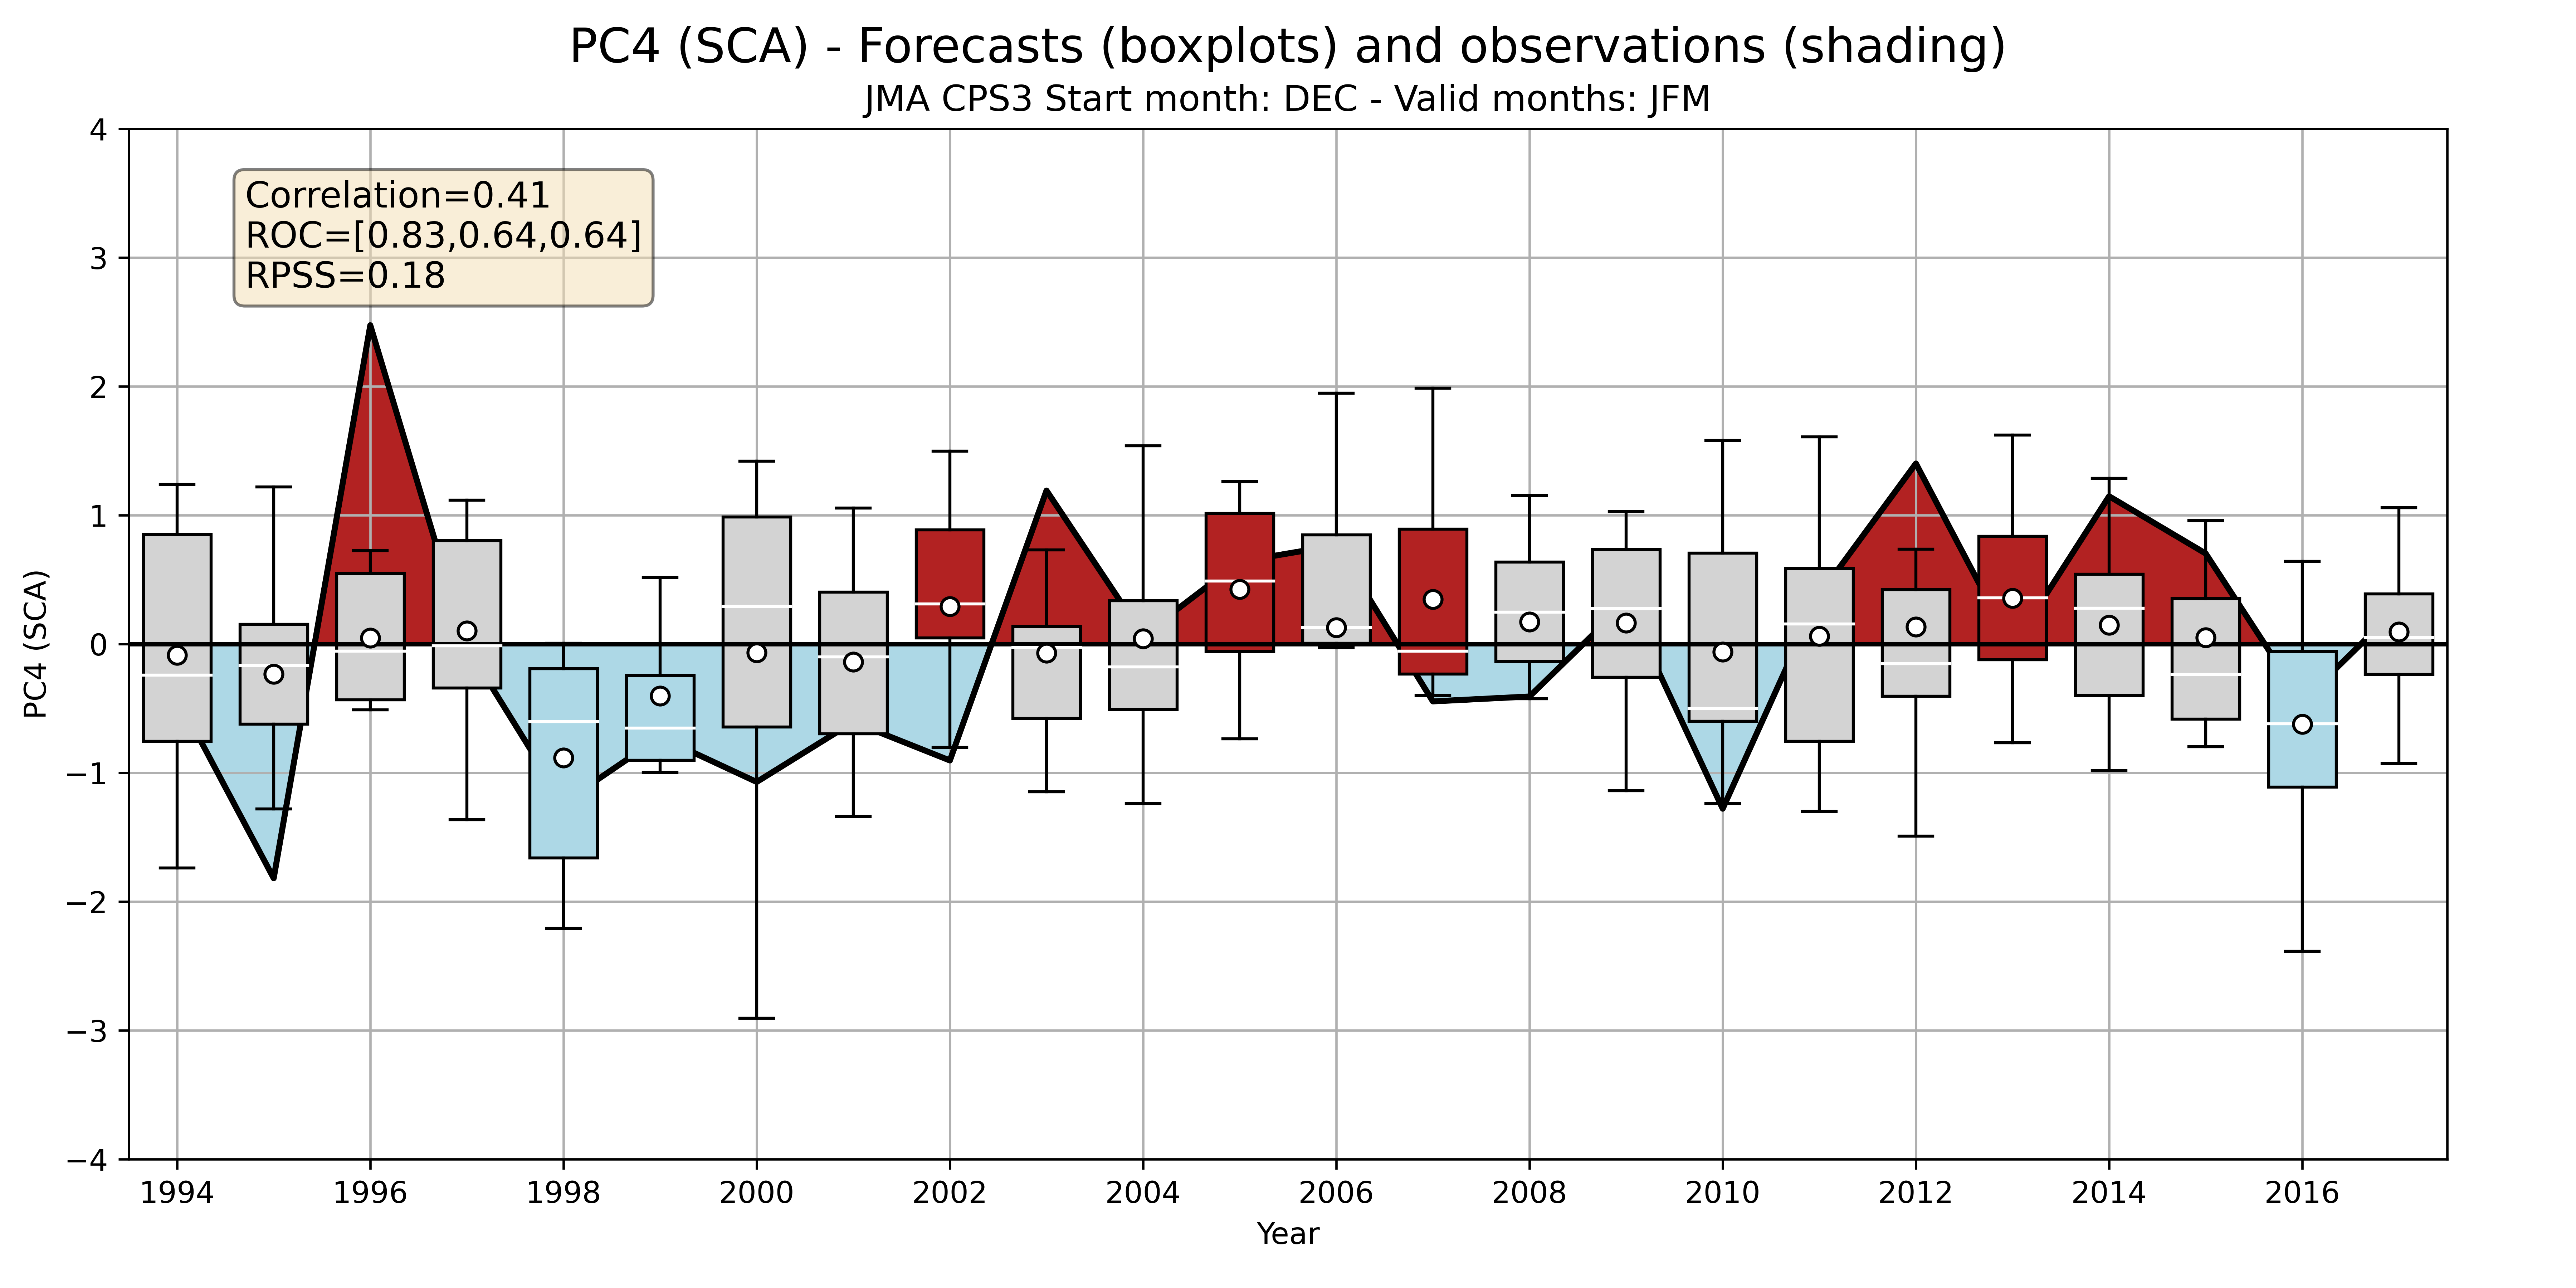 PC4 (SCA) - Forecasts (boxplots) and observations (shading)
JMA CPS3 Start month: DEC - Valid months: JFM
Correlation=0.41
ROC=[0.83,0.64,0.64]
RPSS=0.18
PC4 (SCA)
4
3
2
1
0
−1
−2
−3
−4
1994 1996 1998 2000 2002 2004 2006 2008 2010 2012 2014 2016
Year